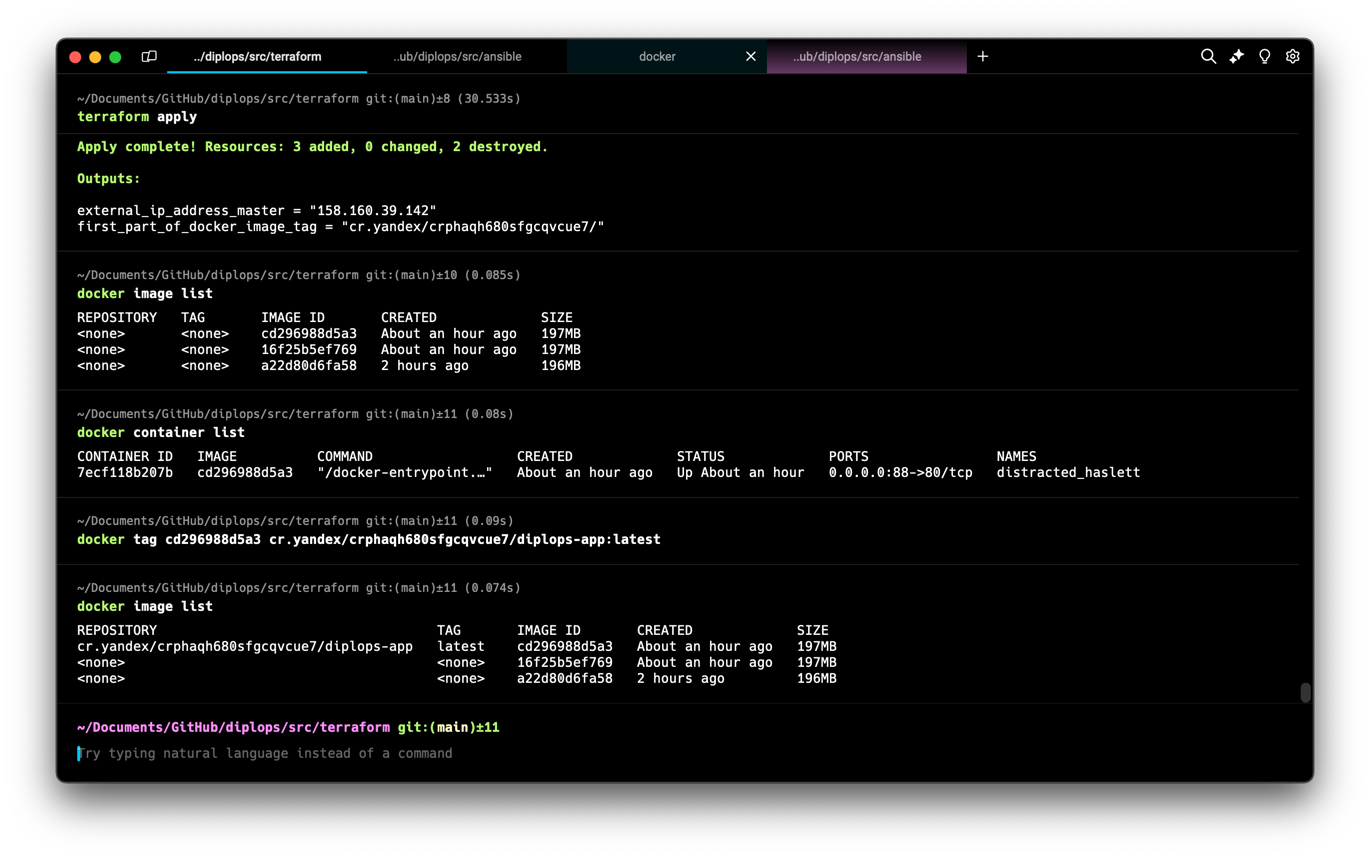 ../diplops/src/terraform ..ub/diplops/src/ansible docker ..ub/diplops/src/ansible
~/Documents/GitHub/diplops/src/terraform git:(main)±8 (30.533s)
terraform apply
Apply complete! Resources: 3 added, 0 changed, 2 destroyed.
Outputs:
external_ip_address_master = "158.160.39.142"
first_part_of_docker_image_tag = "cr.yandex/crphaqh680sfgcqvcue7/"
~/Documents/GitHub/diplops/src/terraform git:(main)±10 (0.085s)
docker image list
REPOSITORY TAG IMAGE ID CREATED SIZE
<none> <none> cd296988d5a3 About an hour ago 197MB
<none> <none> 16f25b5ef769 About an hour ago 197MB
<none> <none> a22d80d6fa58 2 hours ago 196MB
~/Documents/GitHub/diplops/src/terraform git:(main)±11 (0.08s)
docker container list
CONTAINER ID IMAGE COMMAND CREATED STATUS PORTS NAMES
7ecf118b207b cd296988d5a3 "/docker-entrypoint.…" About an hour ago Up About an hour 0.0.0.0:88->80/tcp distracted_haslett
~/Documents/GitHub/diplops/src/terraform git:(main)±11 (0.09s)
docker tag cd296988d5a3 cr.yandex/crphaqh680sfgcqvcue7/diplops-app:latest
~/Documents/GitHub/diplops/src/terraform git:(main)±11 (0.074s)
docker image list
REPOSITORY TAG IMAGE ID CREATED SIZE
cr.yandex/crphaqh680sfgcqvcue7/diplops-app latest cd296988d5a3 About an hour ago 197MB
<none> <none> 16f25b5ef769 About an hour ago 197MB
<none> <none> a22d80d6fa58 2 hours ago 196MB
~/Documents/GitHub/diplops/src/terraform git:(main)±11
Try typing natural language instead of a command